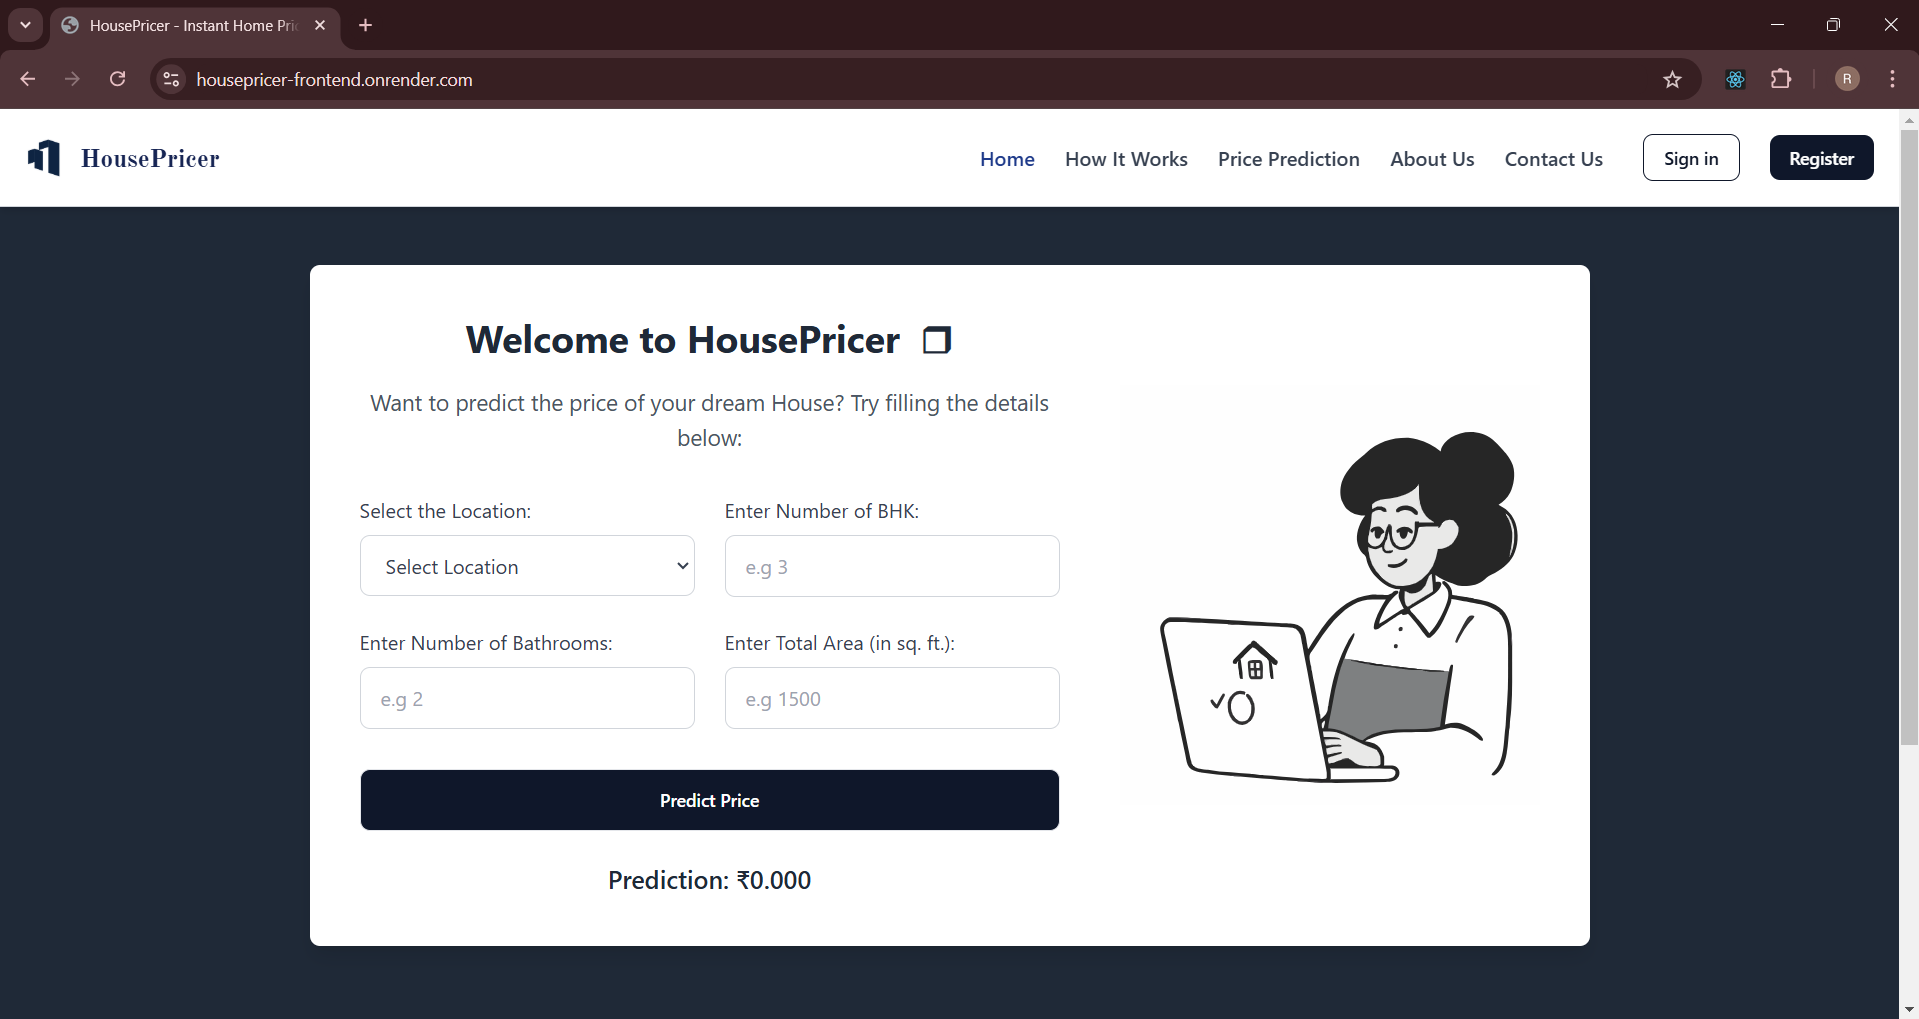 HousePricer - Instant Home Pri
housepricer-frontend.onrender.com
R
HousePricer
Home
How It Works
Price Prediction
About Us
Contact Us
Sign in
Register
Welcome to HousePricer
Want to predict the price of your dream House? Try filling the details
below:
Select the Location:
Enter Number of BHK:
Select Location
e.g 3
Enter Number of Bathrooms:
Enter Total Area (in sq. ft.):
e.g 2
e.g 1500
Predict Price
Prediction: ₹0.000